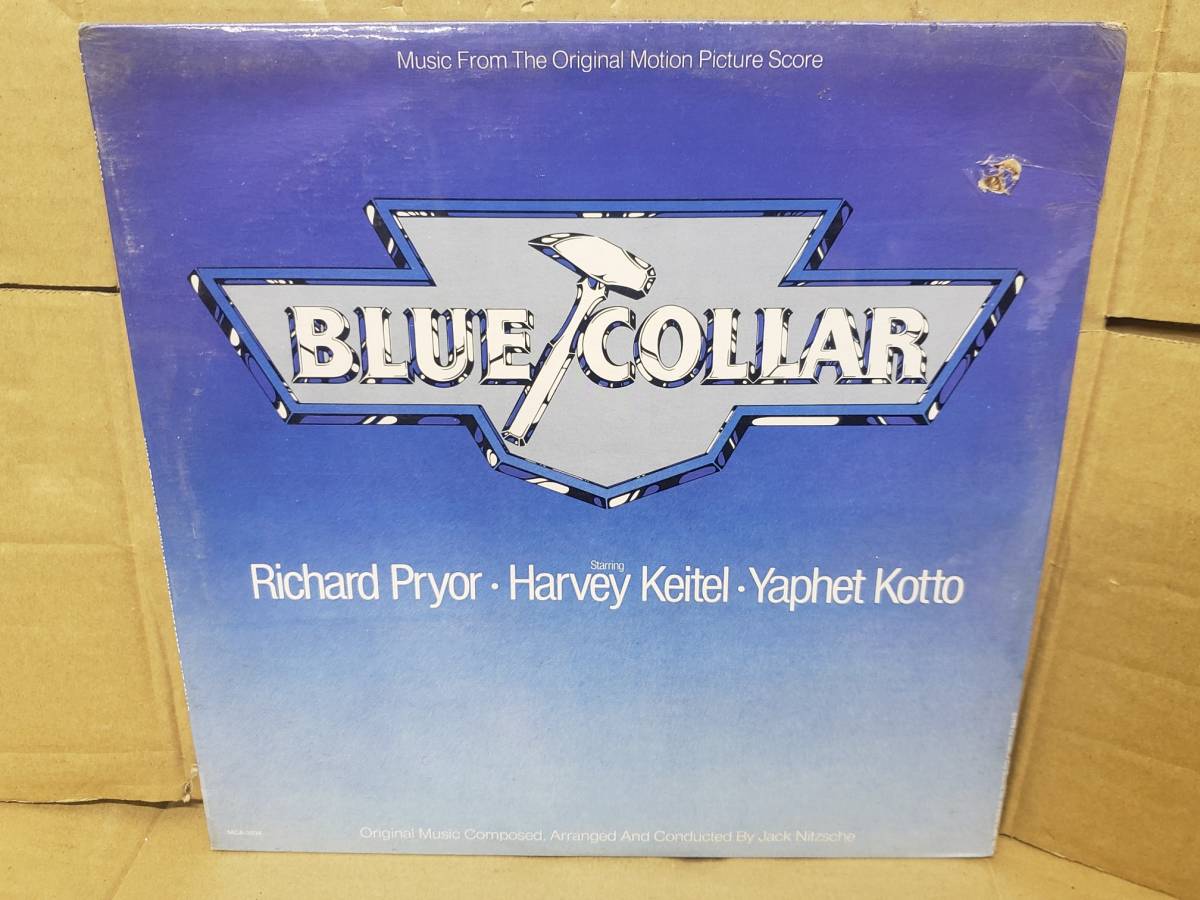 Music From The Original Motion Picture Score
BLUE COLLAR
Starring
Richard Pryor · Harvey Keitel · Yaphet Kotto
Original Music Composed, Arranged And Conducted By Jack Nitzsche